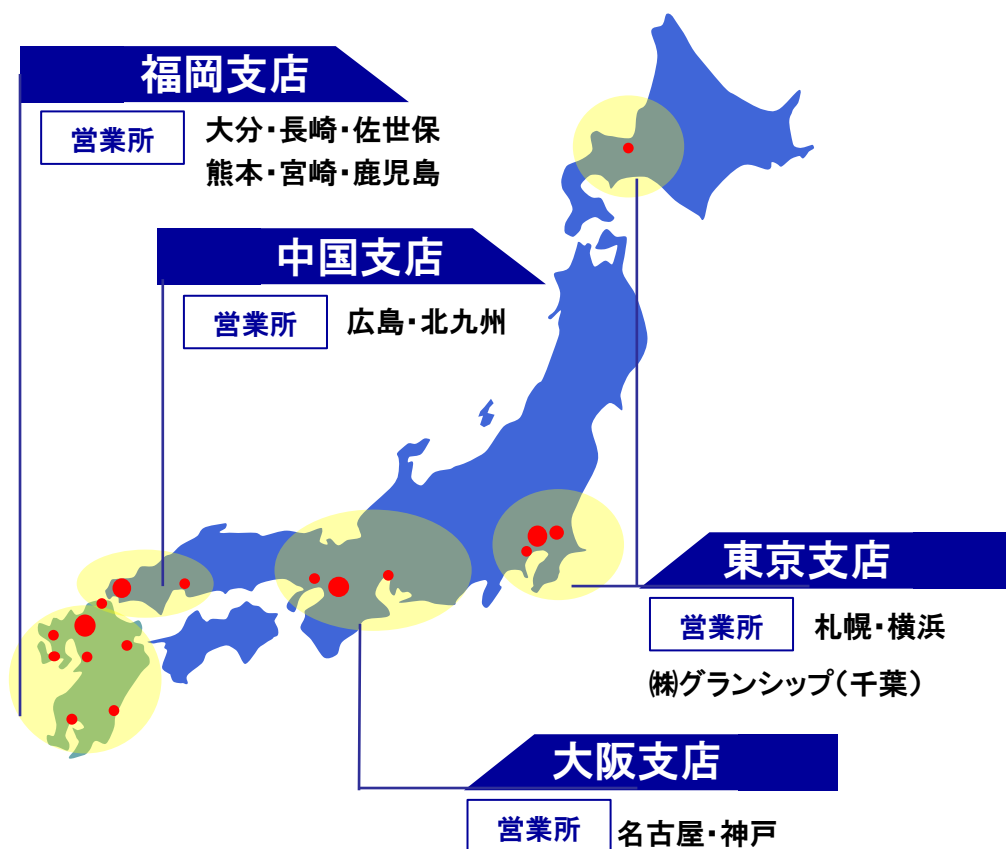 福岡支店
営業所
大分・長崎・佐世保
熊本・宮崎・鹿児島
中国支店
営業所
広島・北九州
東京支店
営業所
札幌・横浜
㈱グランシップ（千葉）
大阪支店
営業所
名古屋・神戸